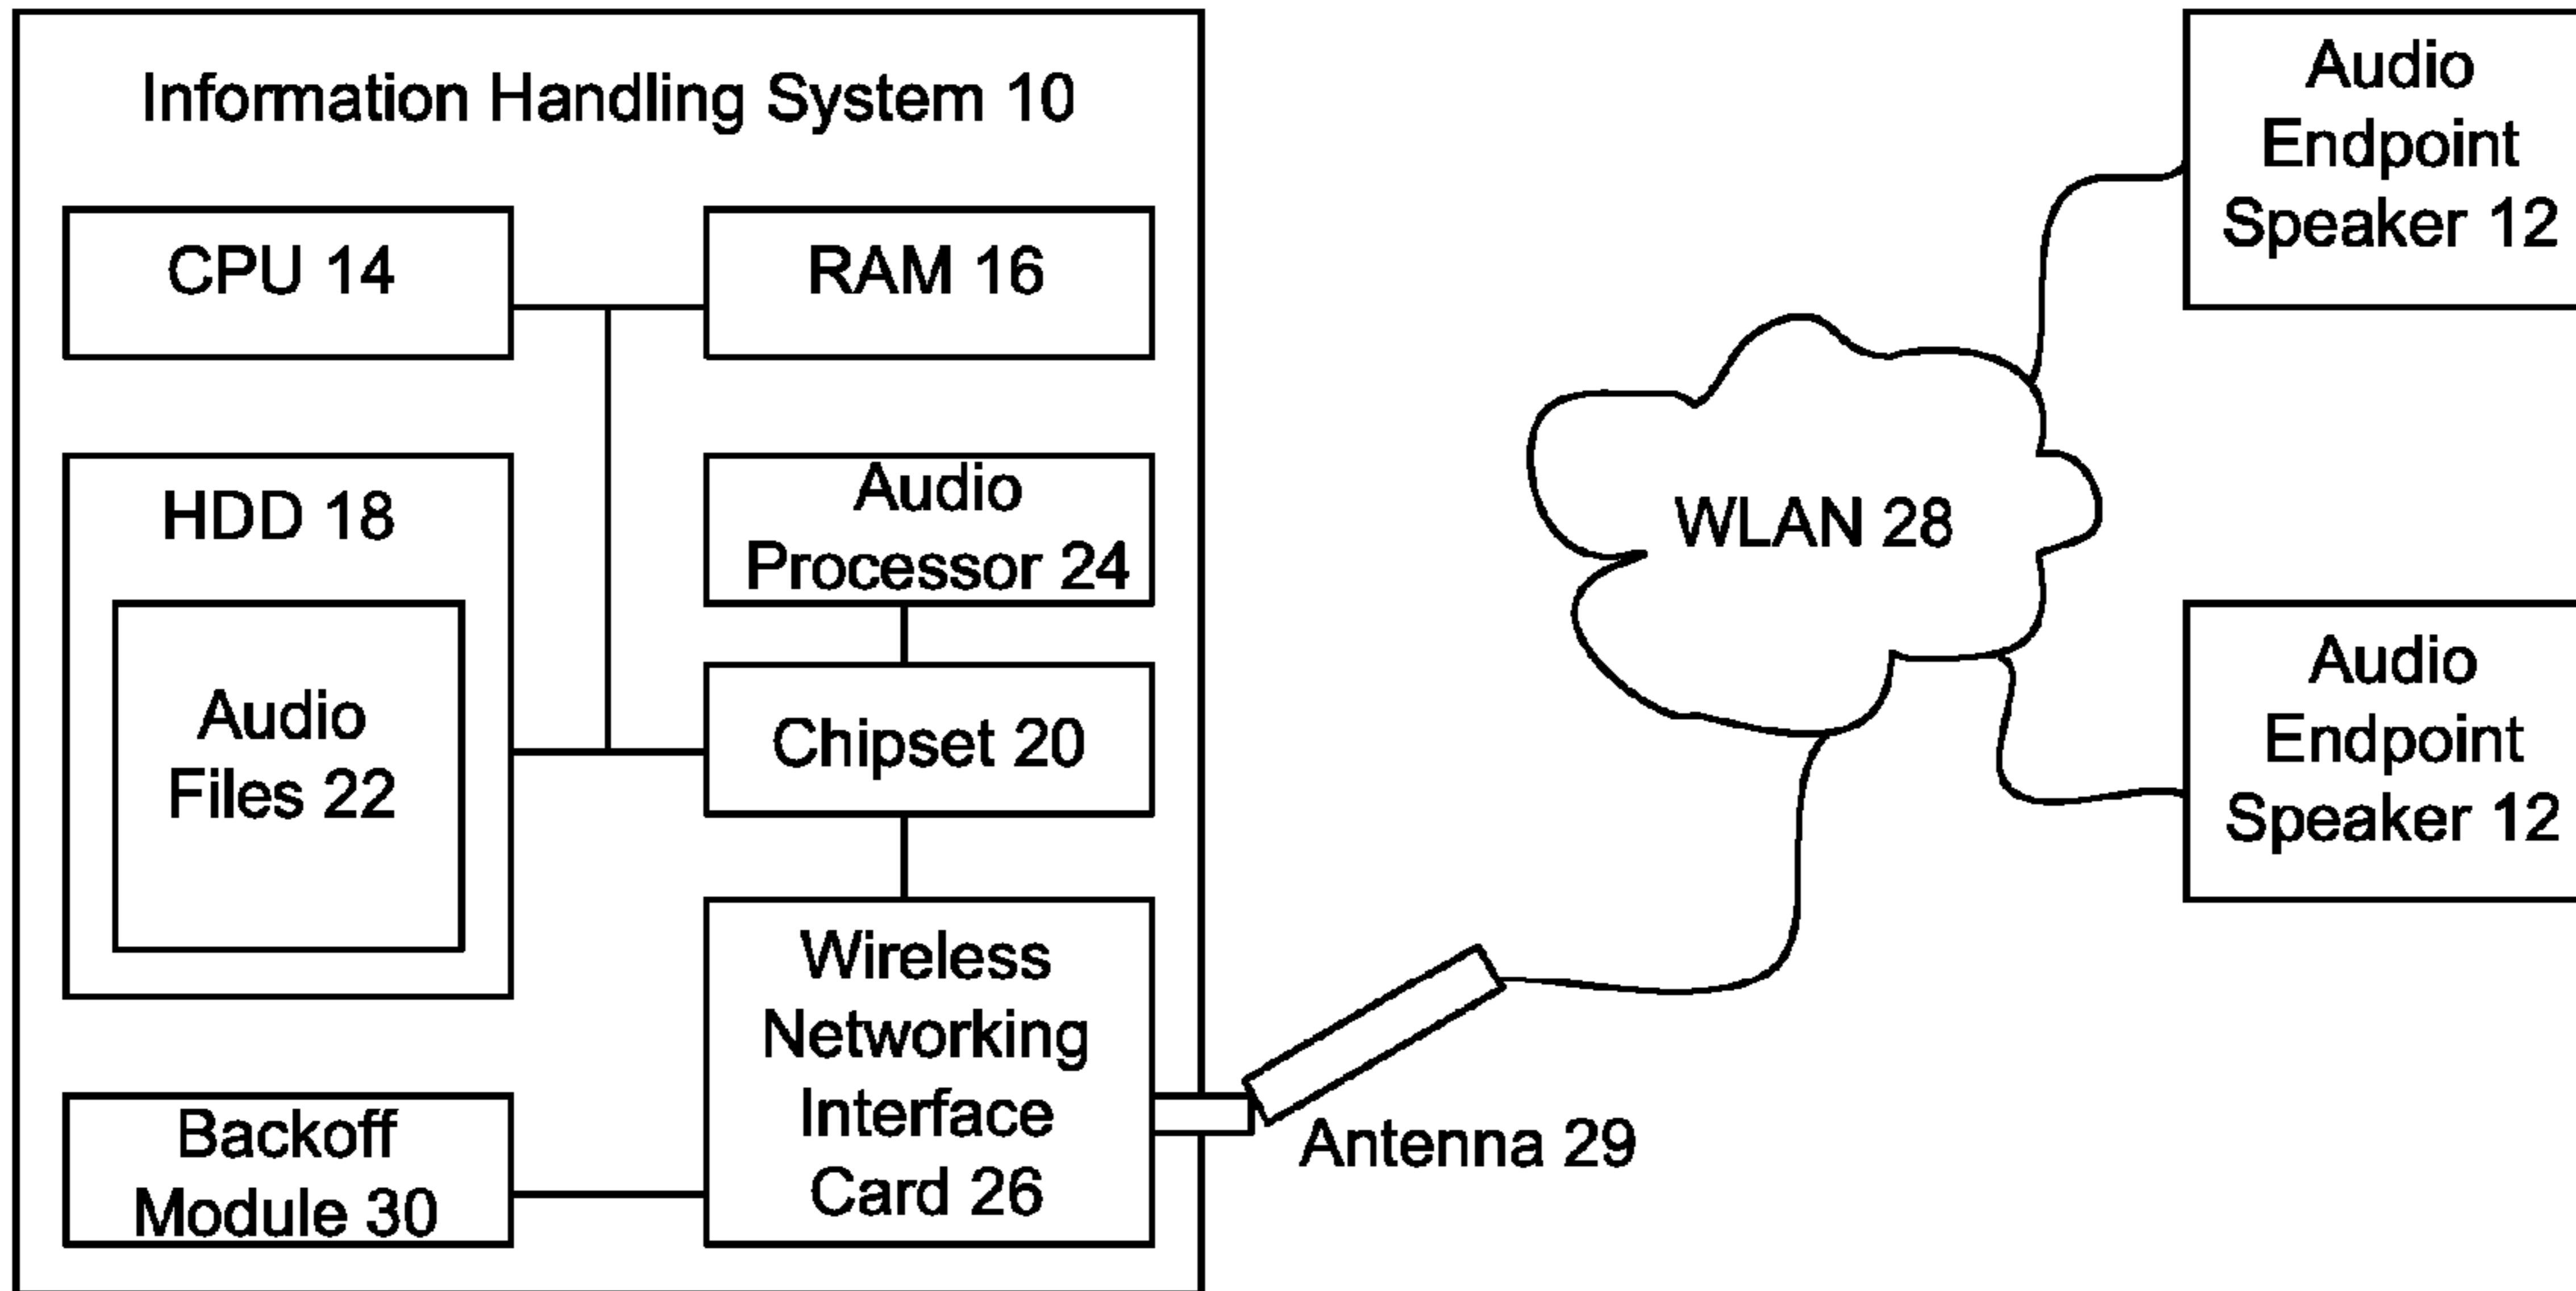 Information Handling System 10
CPU 14
RAM 16
HDD 18
Audio
Files 22
Audio
Processor 24
Chipset 20
Wireless
Networking
Interface
Card 26
Backoff
Module 30
Antenna 29
WLAN 28
Audio
Endpoint
Speaker 12
Audio
Endpoint
Speaker 12